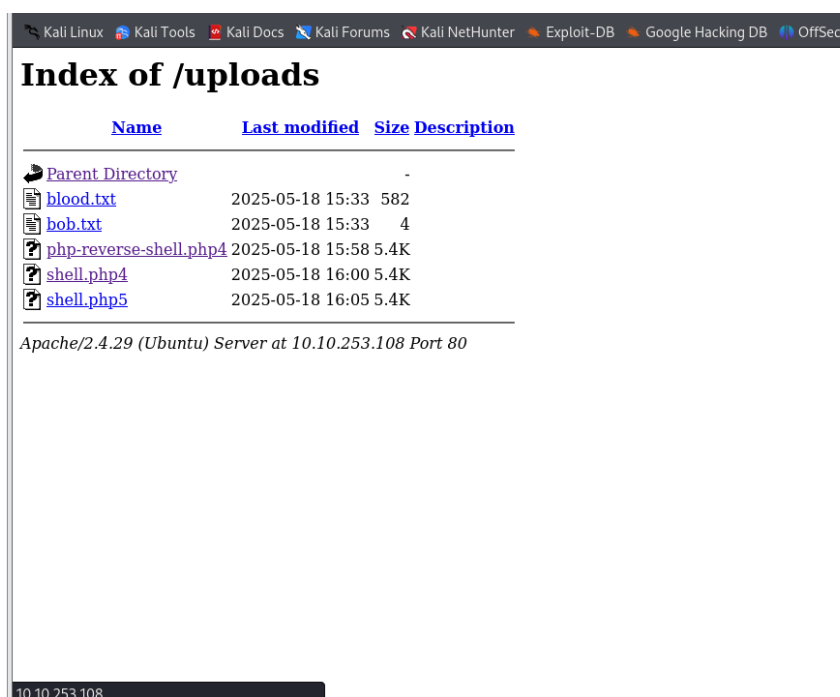 Kali Linux Kali Tools Kali Docs Kali Forums Kali NetHunter Exploit-DB Google Hacking DB OffSec
Index of /uploads
Name Last modified Size Description
Parent Directory -
blood.txt 2025-05-18 15:33 582
bob.txt 2025-05-18 15:33 4
php-reverse-shell.php4 2025-05-18 15:58 5.4K
shell.php4 2025-05-18 16:00 5.4K
shell.php5 2025-05-18 16:05 5.4K
Apache/2.4.29 (Ubuntu) Server at 10.10.253.108 Port 80
10.10.253.108